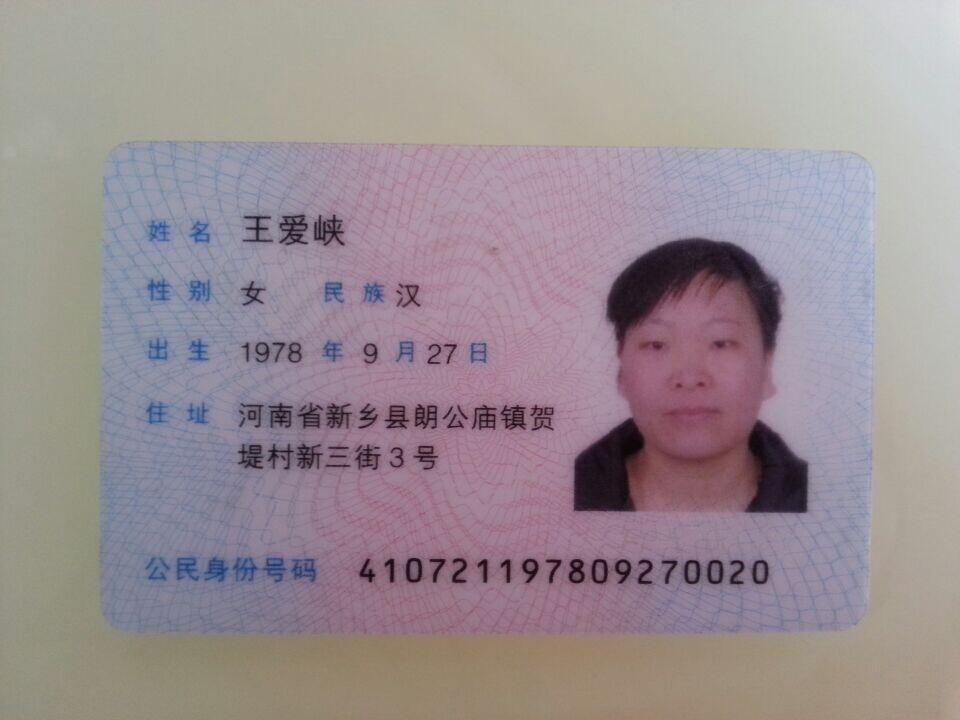 姓名 王爱峡
性别 女 民族 汉
出生 1978 年 9 月 27 日
住址 河南省新乡县朗公庙镇贺
堤村新三街3号
公民身份号码 410721197809270020